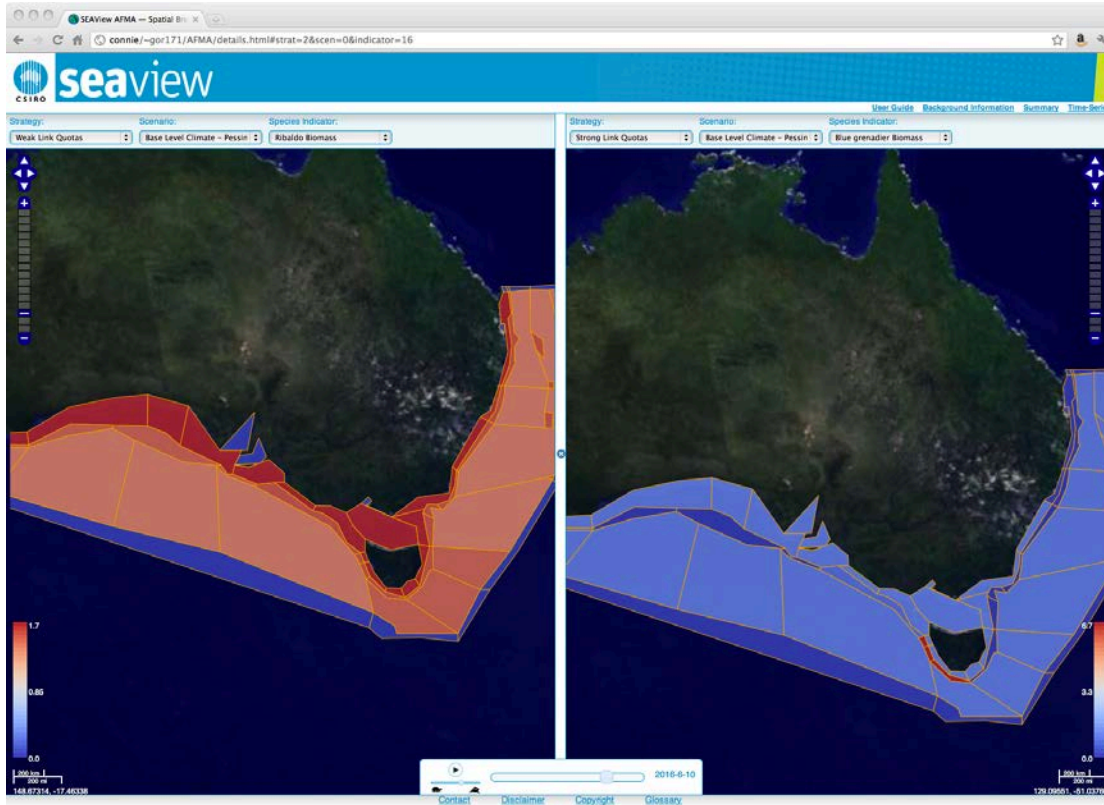 SEAView AFMA — Spatial Br
connie/~gor171/AFMA/details.html#strat=2&scen=0&indicator=16
CSIRO
seaview
User Guide Background Information Summary Time-Seri
Strategy: Scenario: Species Indicator:
Weak Link Quotas Base Level Climate - Pessin Ribaldo Biomass
Strategy: Scenario: Species Indicator:
Strong Link Quotas Base Level Climate - Pessin Blue grenadier Biomass
1.7
0.85
0.0
200 km
200 mi
148.67314, -17.46338
6.7
3.3
0.0
200 km
200 mi
129.09551, -51.0376
2016-6-10
Contact Disclaimer Copyright Glossary